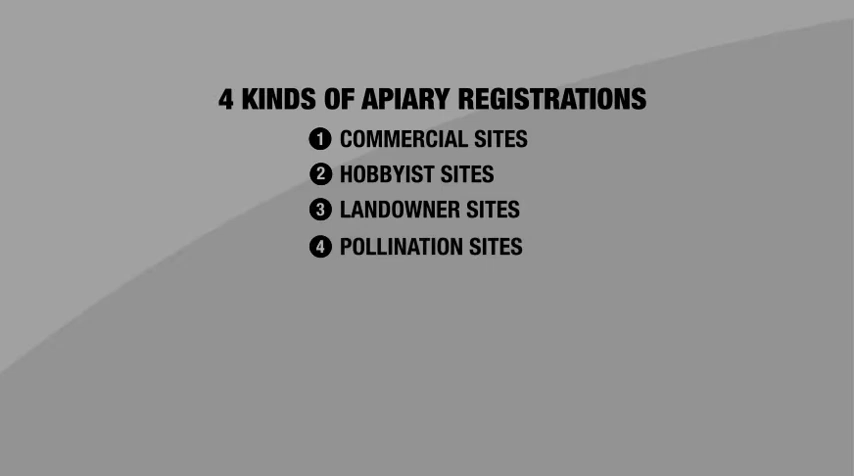 4 KINDS OF APIARY REGISTRATIONS
1 COMMERCIAL SITES
2 HOBBYIST SITES
3 LANDOWNER SITES
4 POLLINATION SITES